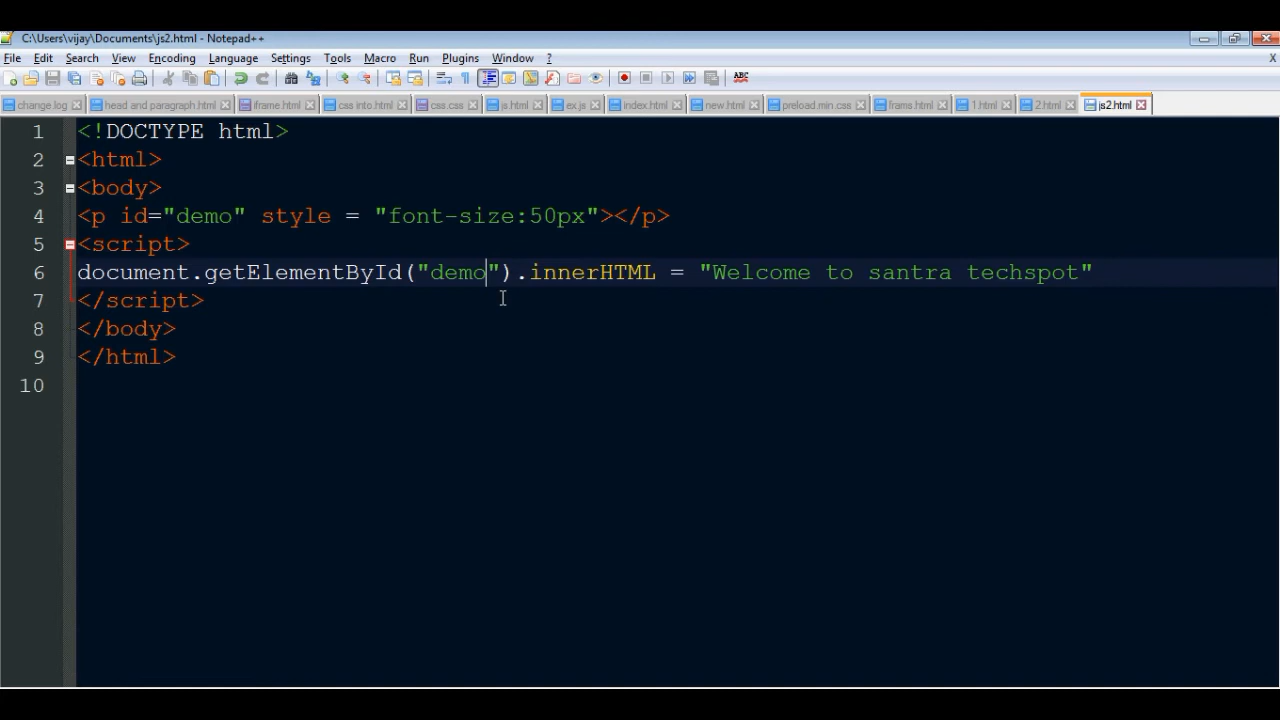 C:\Users\vijay\Documents\js2.html - Notepad++
File Edit Search View Encoding Language Settings Tools Macro Run Plugins Window ? X
change.log head and paragraph.html iframe.html css into.html css.css js.html ex.js index.html new.html preload.min.css frams.html 1.html 2.html js2.html
1 <!DOCTYPE html>
2 <html>
3 <body>
4 <p id="demo" style = "font-size:50px"></p>
5 <script>
6 document.getElementById("demo").innerHTML = "Welcome to santra techspot"
7 </script>
8 </body>
9 </html>
10